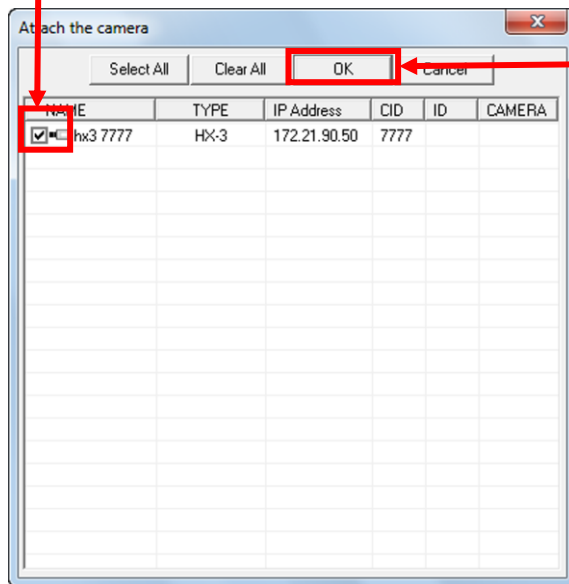 Attach the camera
Select All Clear All OK Cancel
NAME TYPE IP Address CID ID CAMERA
hx3 7777 HX-3 172.21.90.50 7777